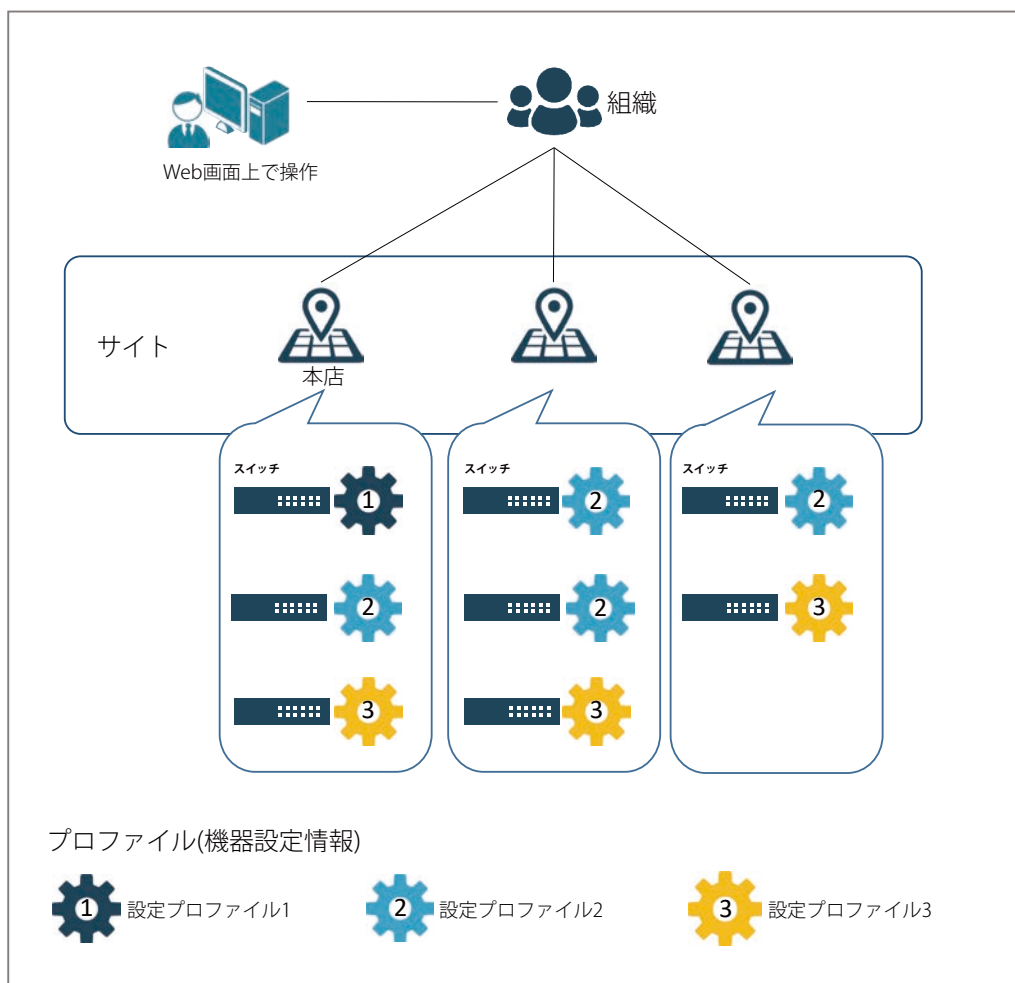 組織
Web画面上で操作
サイト
本店
スイッチ
スイッチ
スイッチ
1
2
2
2
2
3
3
3
プロファイル(機器設定情報)
1
設定プロファイル1
2
設定プロファイル2
3
設定プロファイル3